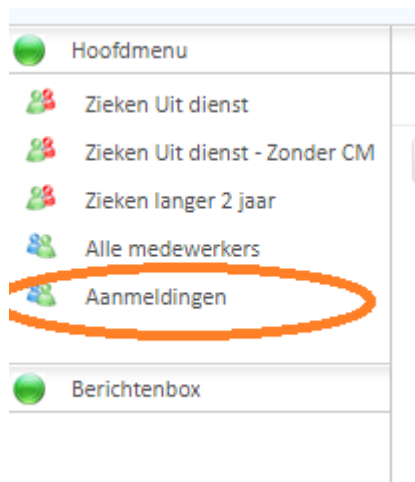 Hoofdmenu
Zieken Uit dienst
Zieken Uit dienst - Zonder CM
Zieken langer 2 jaar
Alle medewerkers
Aanmeldingen
Berichtenbox